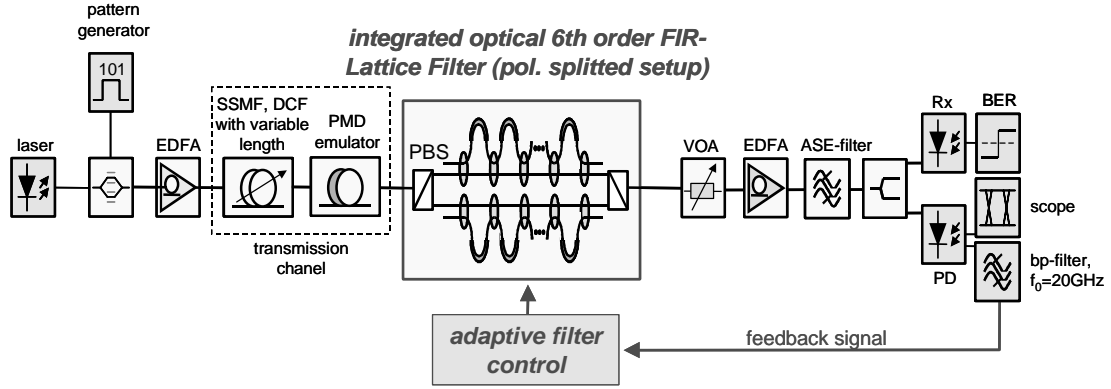 pattern
generator
integrated optical 6th order FIR-
Lattice Filter (pol. splitted setup)
101
SSMF, DCF
with variable
length
PMD
emulator
laser
EDFA
PBS
VOA
EDFA
ASE-filter
Rx
BER
scope
transmission
chanel
PD
bp-filter,
f0=20GHz
adaptive filter
control
feedback signal